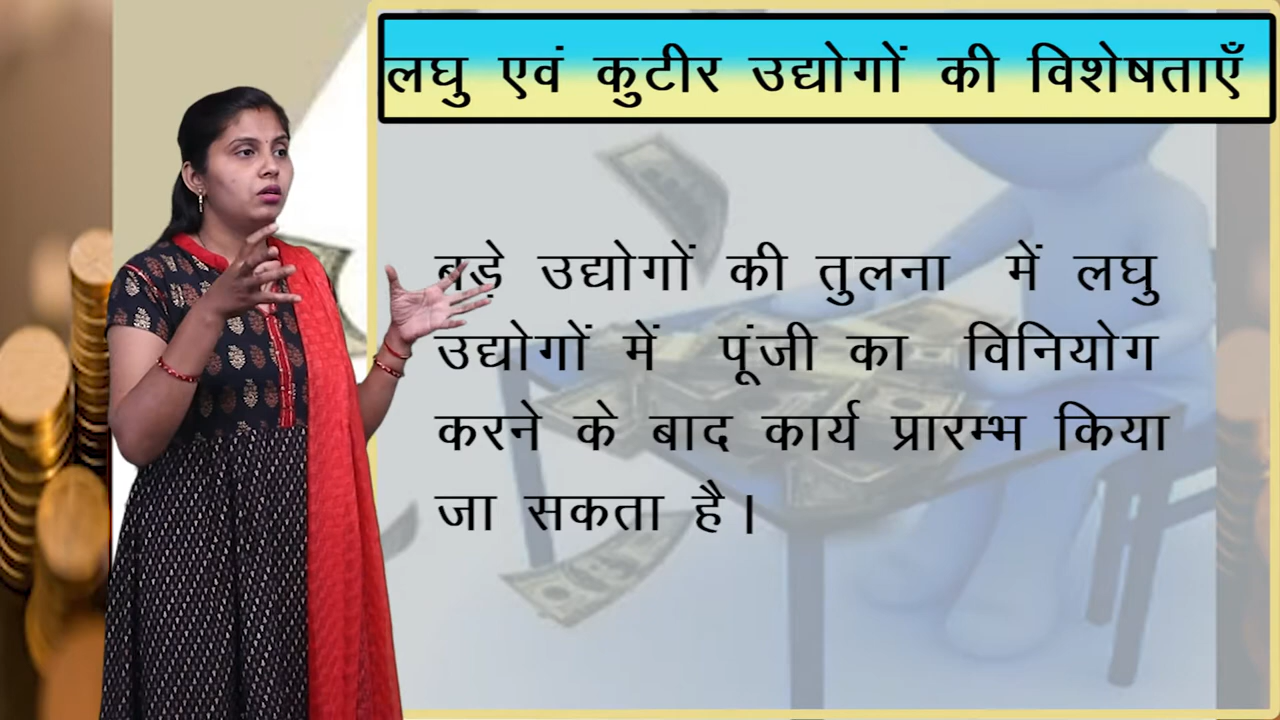 लघु एवं कुटीर उद्योगों की विशेषताएँ
बड़े उद्योगों की तुलना में लघु
उद्योगों में पूंजी का विनियोग
करने के बाद कार्य प्रारम्भ किया
जा सकता है।